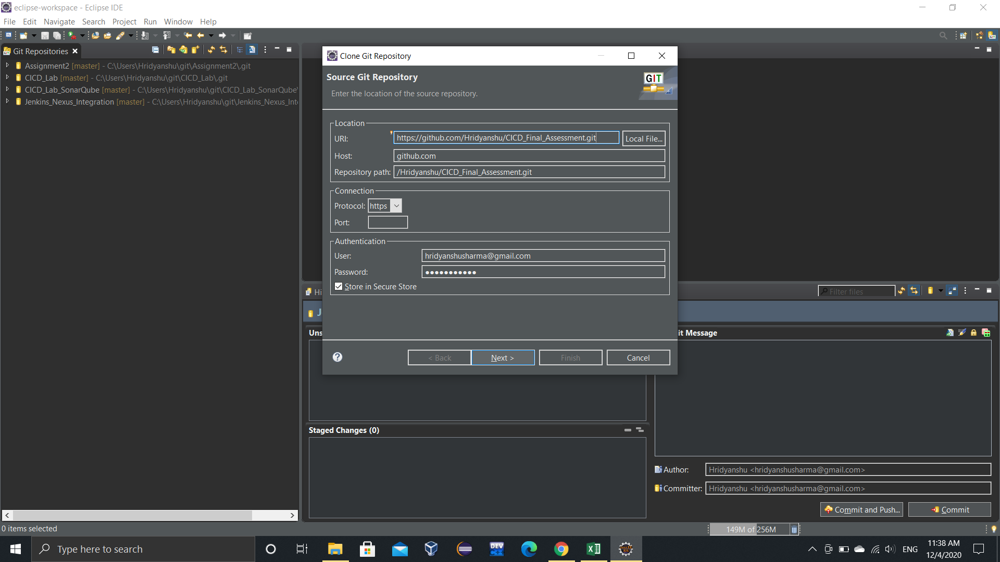 eclipse-workspace - Eclipse IDE
File Edit Navigate Search Project Run Window Help
Git Repositories
Assignment2 [master] - C:\Users\Hridyanshu\git\Assignment2\.git
CICD_Lab [master] - C:\Users\Hridyanshu\git\CICD_Lab\.git
CICD_Lab_SonarQube [master] - C:\Users\Hridyanshu\git\CICD_Lab_SonarQube\
Jenkins_Nexus_Integration [master] - C:\Users\Hridyanshu\git\Jenkins_Nexus_Inte
Clone Git Repository
Source Git Repository
Enter the location of the source repository.
GIT
Location
URI: https://github.com/Hridyanshu/CICD_Final_Assessment.git Local File...
Host: github.com
Repository path: /Hridyanshu/CICD_Final_Assessment.git
Connection
Protocol: https
Port:
Authentication
User: hridyanshusharma@gmail.com
Password: ●●●●●●●●●●●
Store in Secure Store
< Back Next > Finish Cancel
Hi
Filter files
J
Uns
it Message
Staged Changes (0)
Author: Hridyanshu <hridyanshusharma@gmail.com>
Committer: Hridyanshu <hridyanshusharma@gmail.com>
Commit and Push... Commit
0 items selected
149M of 256M
Type here to search
DEV C++
ENG
11:38 AM
12/4/2020